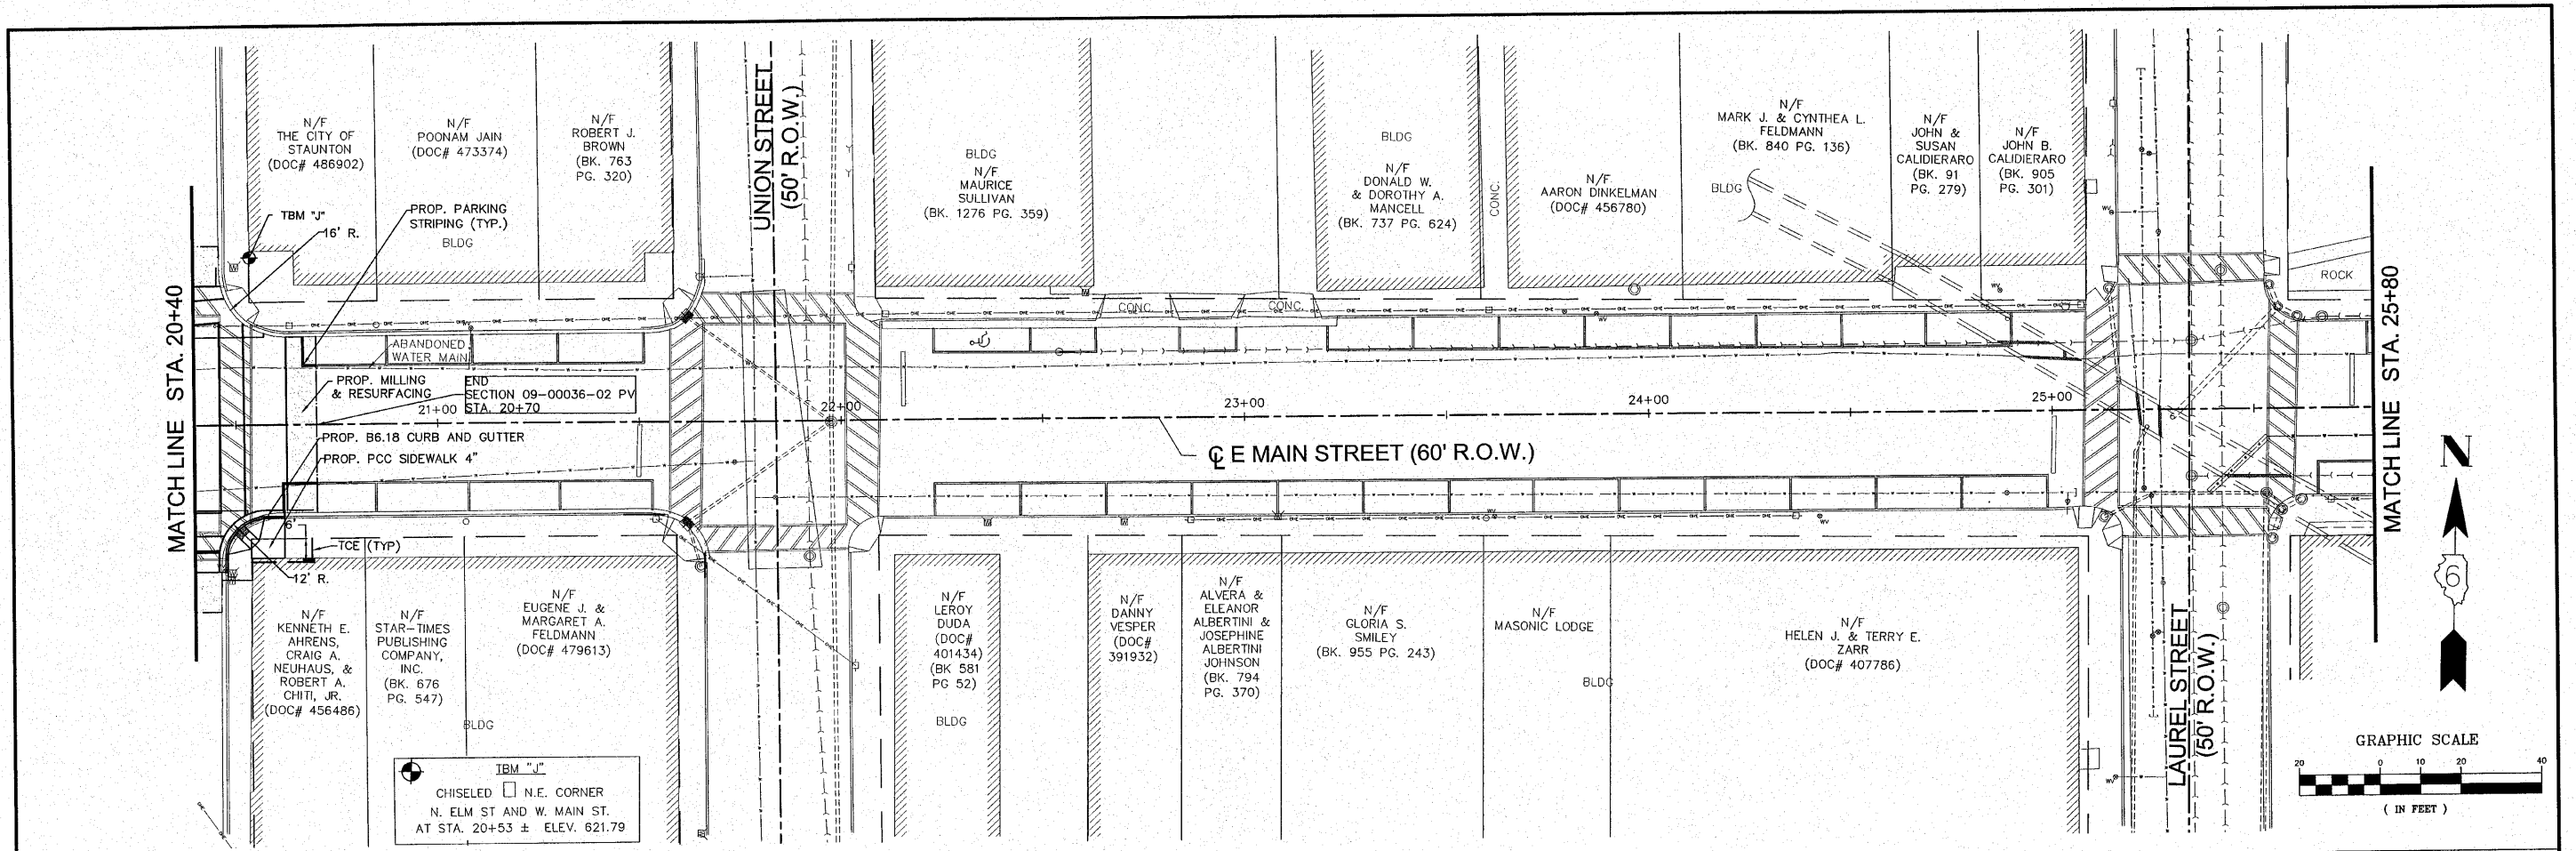 MATCH LINE STA. 20+40
N/F
THE CITY OF
STAUNTON
(DOC# 486902)
N/F
POONAM JAIN
(DOC# 473374)
N/F
ROBERT J.
BROWN
(BK. 763
PG. 320)
TBM "J"
16' R.
PROP. PARKING
STRIPING (TYP.)
BLDG
UNION STREET
(50' R.O.W.)
BLDG
N/F
MAURICE
SULLIVAN
(BK. 1276 PG. 359)
CONC.
CONC.
BLDG
N/F
DONALD W.
& DOROTHY A.
MANCELL
(BK. 737 PG. 624)
CONC.
N/F
AARON DINKELMAN
(DOC# 456780)
N/F
MARK J. & CYNTHEA L.
FELDMANN
(BK. 840 PG. 136)
BLDG
N/F
JOHN &
SUSAN
CALIDIERARO
(BK. 91
PG. 279)
N/F
JOHN B.
CALIDIERARO
(BK. 905
PG. 301)
ROCK
MATCH LINE STA. 25+80
ABANDONED
WATER MAIN
PROP. MILLING
& RESURFACING
END
SECTION 09-00036-02 PV
STA. 20+70
21+00
22+00
23+00
24+00
25+00
PROP. B6.18 CURB AND GUTTER
PROP. PCC SIDEWALK 4"
℄ E MAIN STREET (60' R.O.W.)
6'
TCE (TYP)
12' R.
N/F
KENNETH E.
AHRENS,
CRAIG A.
NEUHAUS, &
ROBERT A.
CHITI, JR.
(DOC# 456486)
N/F
STAR-TIMES
PUBLISHING
COMPANY,
INC.
(BK. 676
PG. 547)
N/F
EUGENE J. &
MARGARET A.
FELDMANN
(DOC# 479613)
BLDG
N/F
LEROY
DUDA
(DOC#
401434)
(BK 581
PG 52)
BLDG
N/F
DANNY
VESPER
(DOC#
391932)
N/F
ALVERA &
ELEANOR
ALBERTINI &
JOSEPHINE
ALBERTINI
JOHNSON
(BK. 794
PG. 370)
N/F
GLORIA S.
SMILEY
(BK. 955 PG. 243)
N/F
MASONIC LODGE
BLDG
N/F
HELEN J. & TERRY E.
ZARR
(DOC# 407786)
LAUREL STREET
(50' R.O.W.)
N
6
TBM "J"
CHISELED □ N.E. CORNER
N. ELM ST AND W. MAIN ST.
AT STA. 20+53 ± ELEV. 621.79
GRAPHIC SCALE
20 0 10 20 40
( IN FEET )